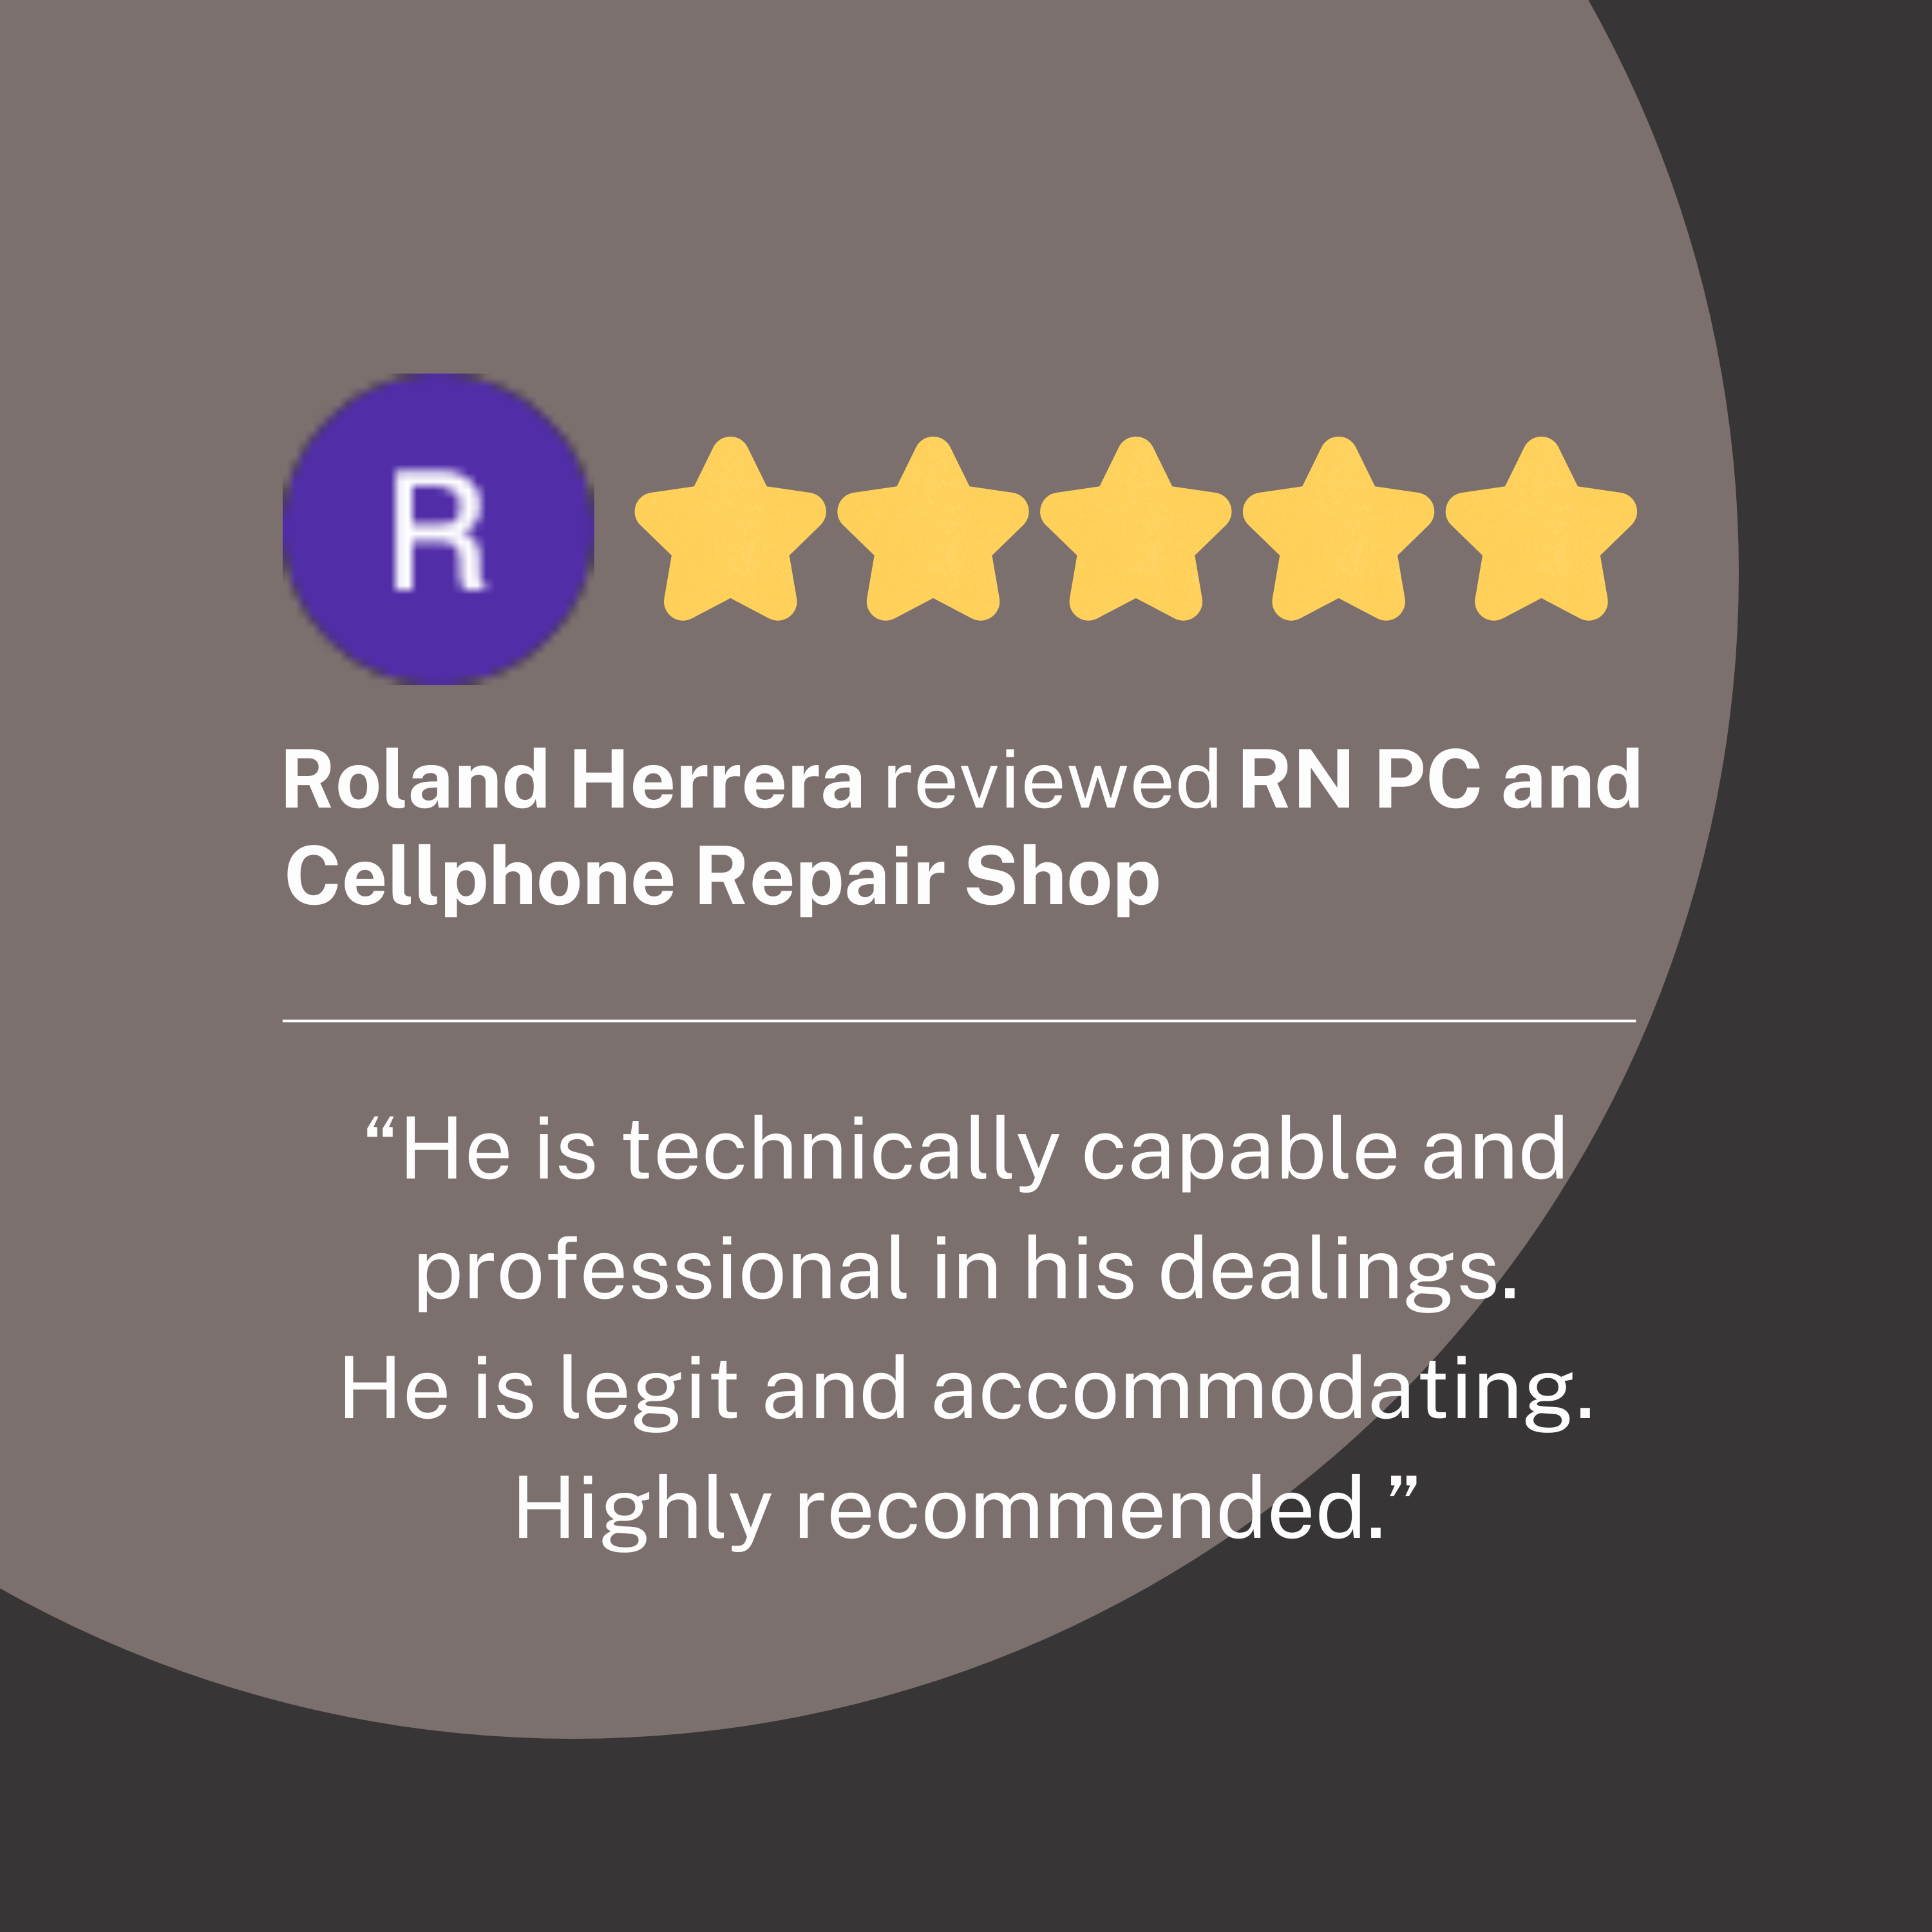 R
Roland Herrera reviewed RN PC and
Cellphone Repair Shop
“He is technically capable and
professional in his dealings.
He is legit and accommodating.
Highly recommended.”